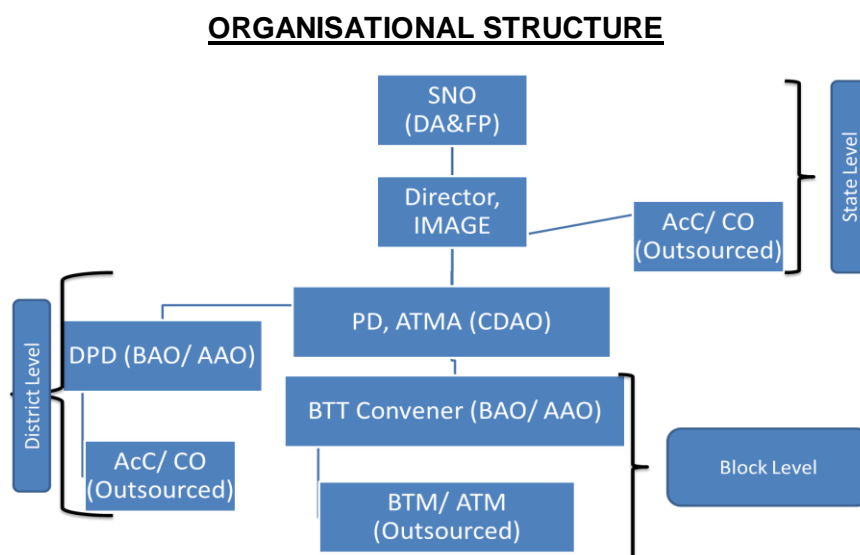 ORGANISATIONAL STRUCTURE
SNO
(DA&FP)
Director,
IMAGE
AcC/ CO
(Outsourced)
State Level
PD, ATMA (CDAO)
DPD (BAO/ AAO)
District Level
BTT Convener (BAO/ AAO)
AcC/ CO
(Outsourced)
Block Level
BTM/ ATM
(Outsourced)